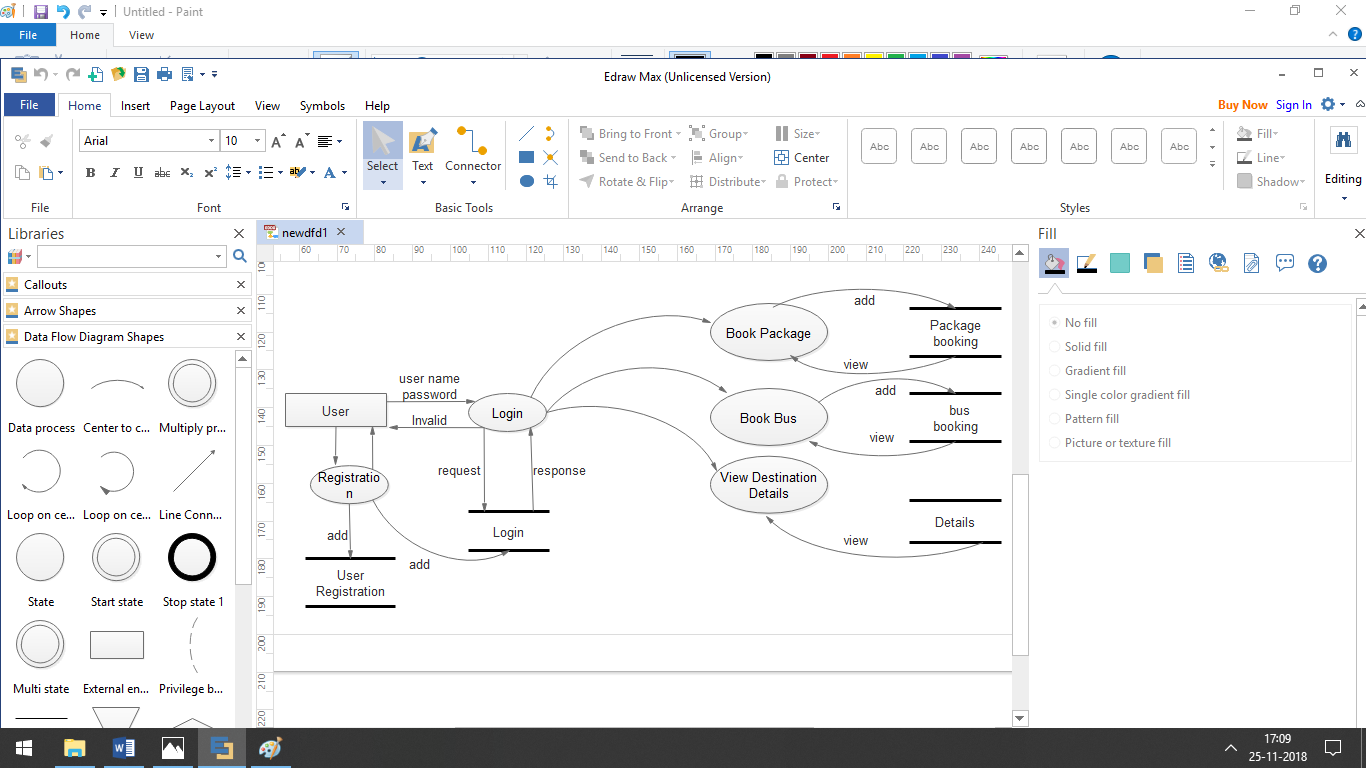 Untitled - Paint
File Home View
Edraw Max (Unlicensed Version)
File Home Insert Page Layout View Symbols Help
Buy Now Sign In
Arial 10
B I U abc X₂ X² A
Select Text Connector
Bring to Front Group Size
Send to Back Align Center
Rotate & Flip Distribute Protect
Abc Abc Abc Abc Abc Abc Abc
Fill
Line
Shadow
Editing
File Font Basic Tools Arrange Styles
Libraries
newdfd1
Fill
60 70 80 90 100 110 120 130 140 150 160 170 180 190 200 210 220 230 240
110
120
130
140
150
160
170
180
190
200
210
220
Callouts
Arrow Shapes
Data Flow Diagram Shapes
Data process Center to c... Multiply pr...
Loop on ce... Loop on ce... Line Conn...
State Start state Stop state 1
Multi state External en... Privilege b...
User
user name
password
Invalid
Login
Registratio
n
add
add
User
Registration
request
response
Login
Book Package
add
view
Package
booking
Book Bus
add
view
bus
booking
View Destination
Details
view
Details
No fill
Solid fill
Gradient fill
Single color gradient fill
Pattern fill
Picture or texture fill
17:09
25-11-2018